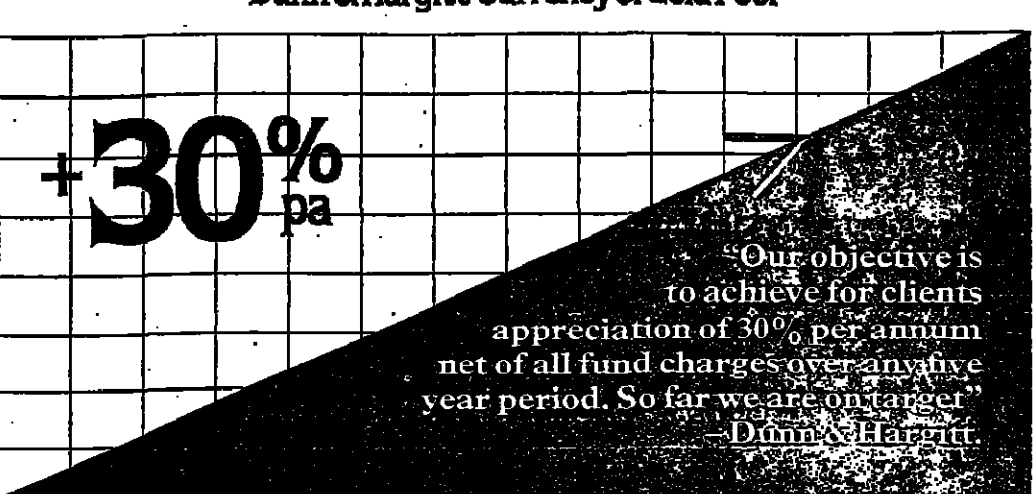 +30%
pa
"Our objective is
to achieve for clients
appreciation of 30% per annum
net of all fund charges over any five
year period. So far we are on target"
–Dunn & Hargitt.